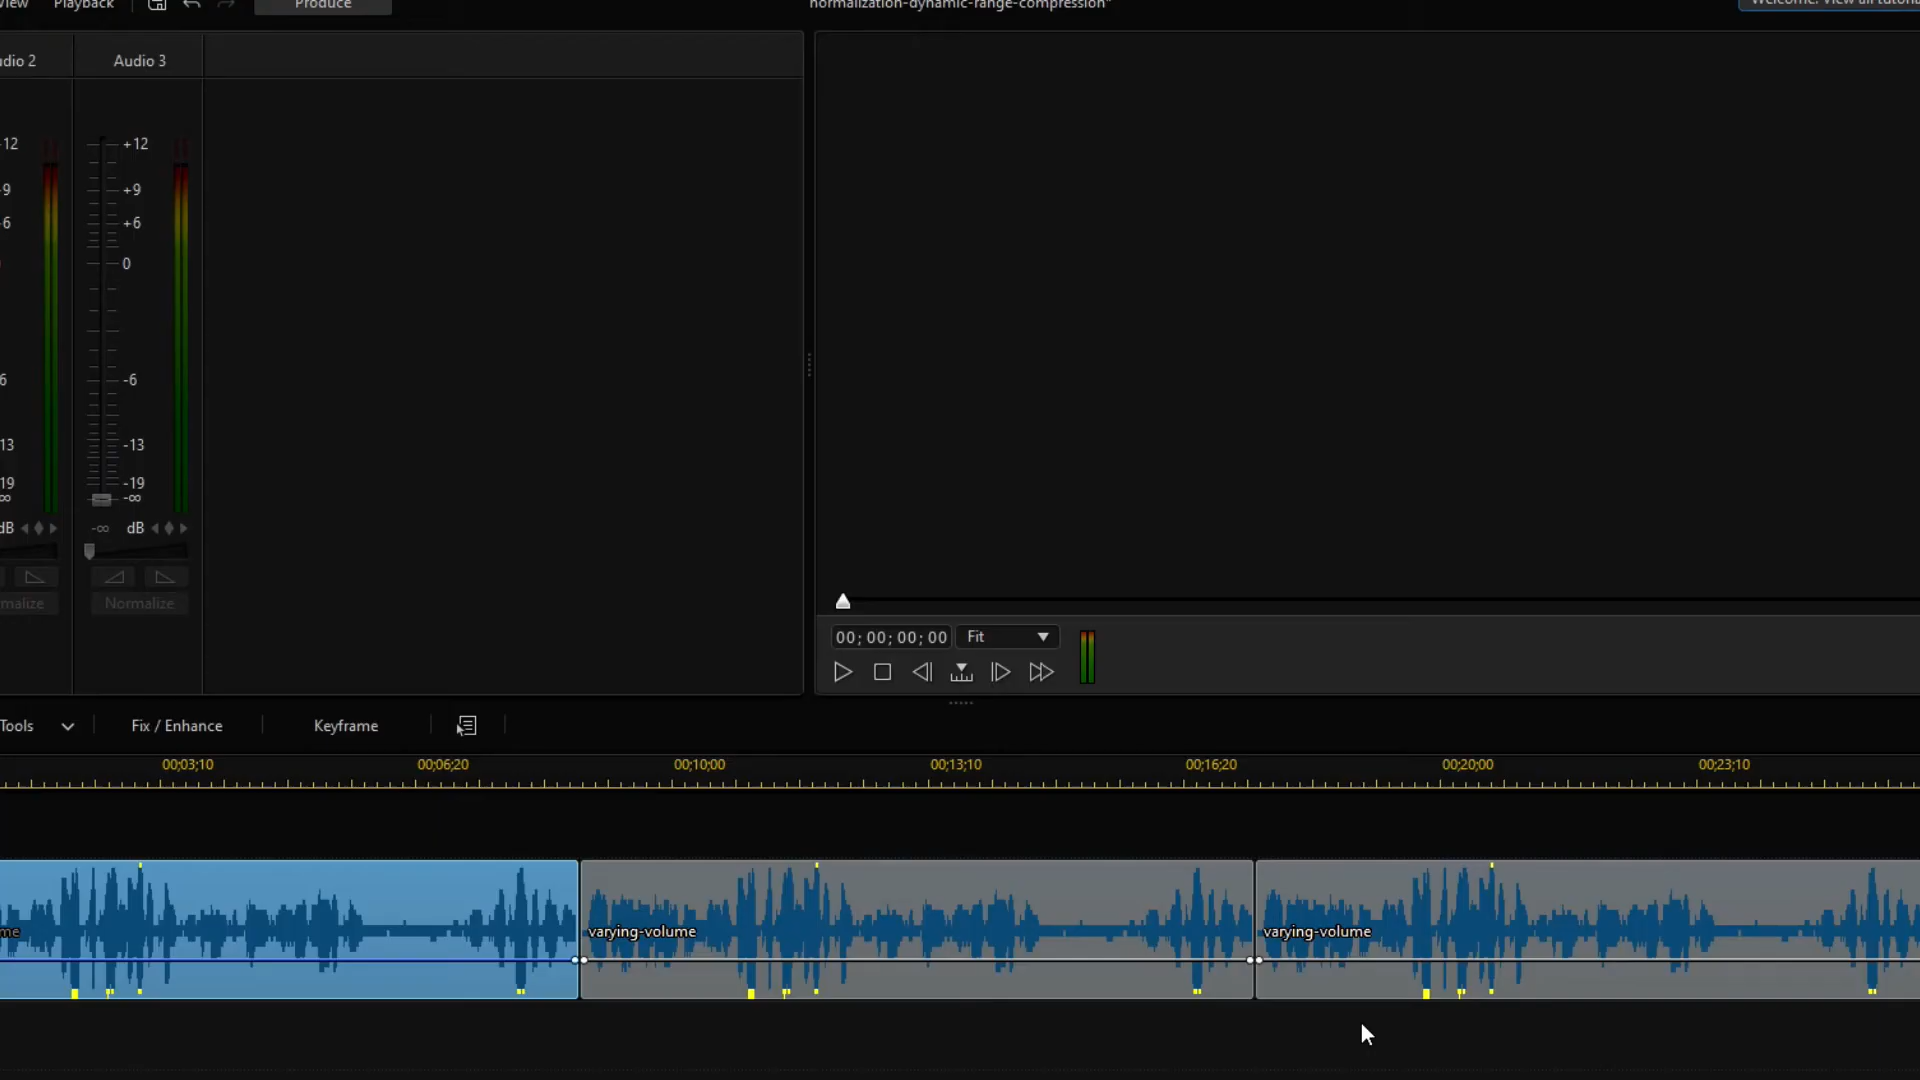 View Playback Produce normalization-dynamic-range-compression* Welcome! View all tutoria
udio 2 Audio 3
12 +12
-9 +9
-6 +6
0
6 -6
13 -13
19 -19
∞ -∞
dB -∞ dB
malize Normalize
00;00;00;00 Fit
Tools Fix / Enhance Keyframe
00;03;10 00;06;20 00;10;00 00;13;10 00;16;20 00;20;00 00;23;10
me varying-volume varying-volume